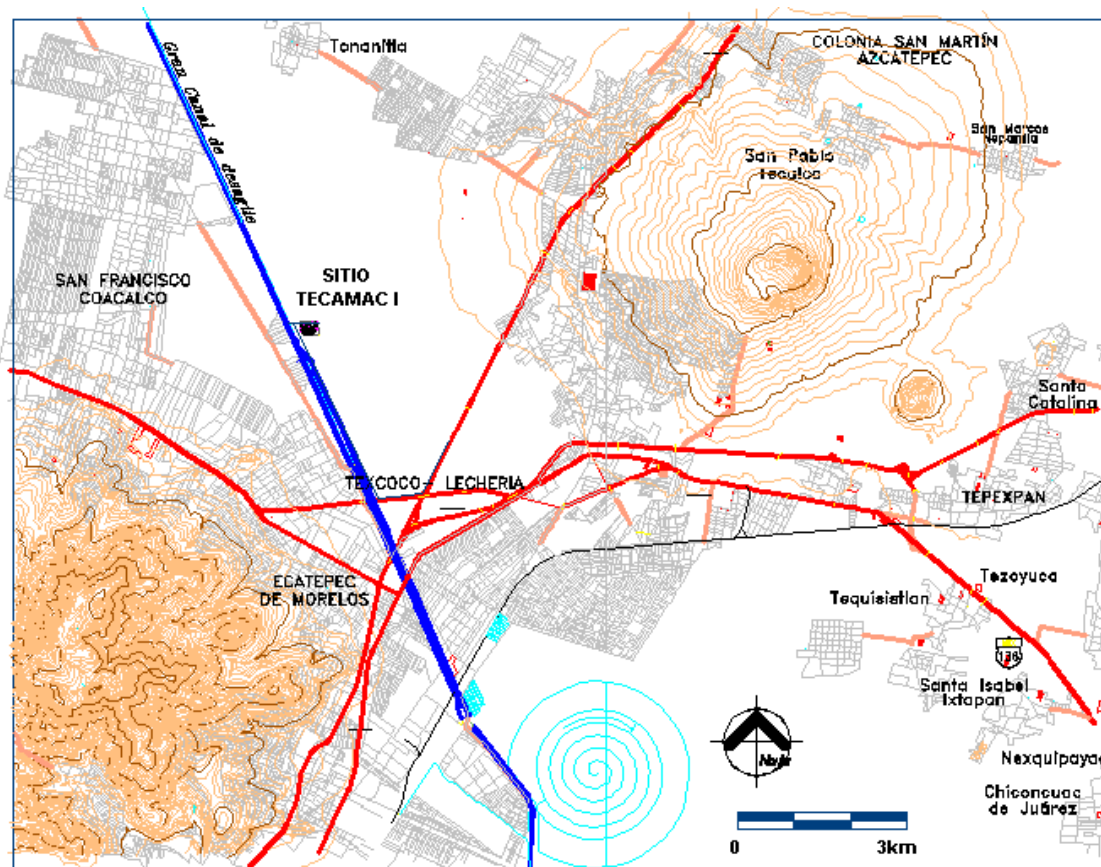 Tonanitla
COLONIA SAN MARTÍN
AZCATEPEC
Gran Canal de desagüe
San Marcos
Nepantla
San Pablo
tecalco
SAN FRANCISCO
COACALCO
SITIO
TECAMAC I
Santa
Catalina
TEXCOCO- LECHERIA
TEPEXPAN
ECATEPEC
DE MORELOS
Tezoyuca
Tequisistlan
136
Santa Isabel
Ixtapan
Norte
Nexquipayac
Chiconcuac
de Juárez
0 3km